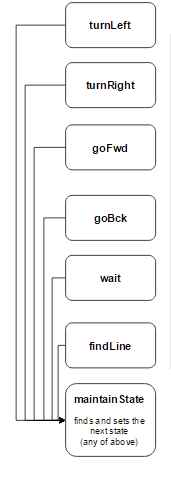 turnLeft
turnRight
goFwd
goBck
wait
findLine
maintainState
finds and sets the
next state
(any of above)